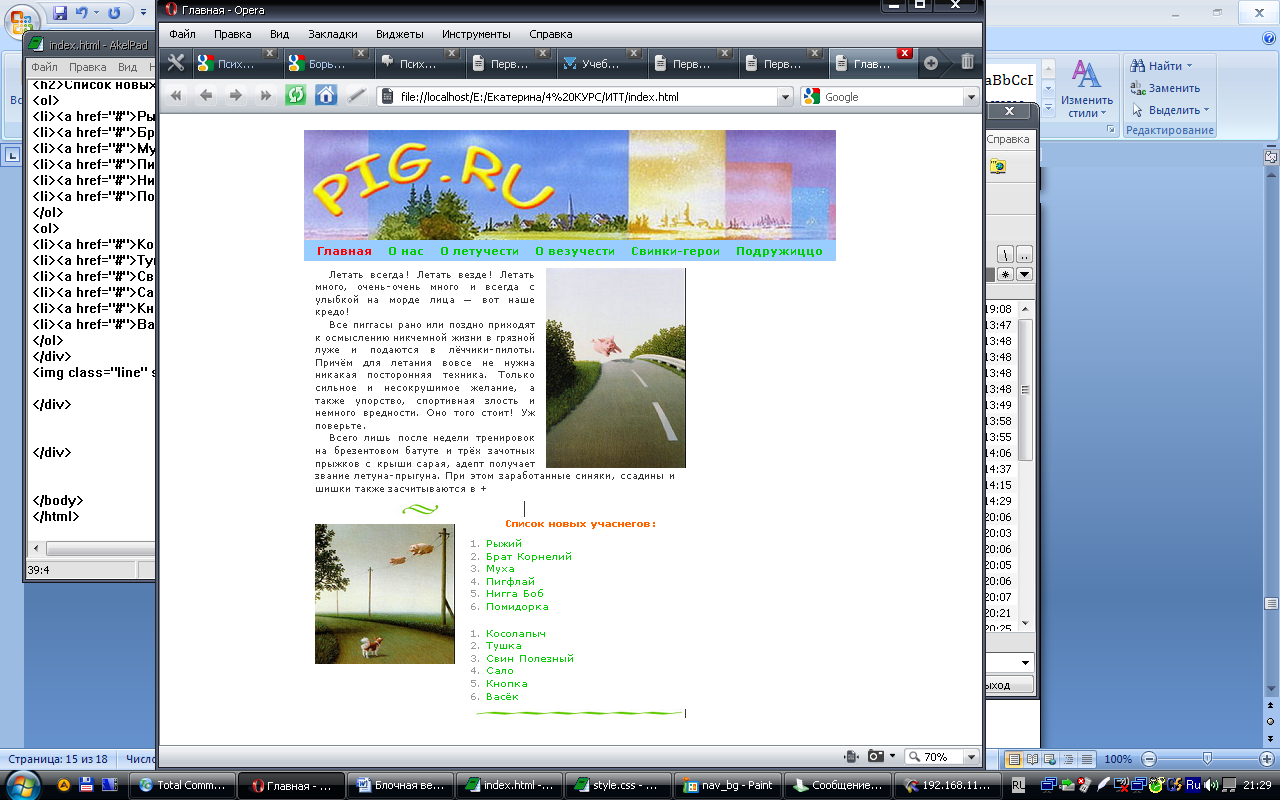 Главная - Opera
index.html - AkelPad
Файл Правка Вид Закладки Виджеты Инструменты Справка
Файл Правка Вид
Псих... Борь... Псих... Перв... Учеб... Перв... Перв... Глав...
file://localhost/E:/Екатерина/4%20КУРС/ИТТ/index.html
Google
Найти
Заменить
Выделить
Изменить
стили
Редактирование
Справка
PIG.RU
Главная О нас О летучести О везучести Свинки-герои Подружиццо
Летать всегда! Летать везде! Летать
много, очень-очень много и всегда с
улыбкой на морде лица — вот наше
кредо!
Все пиггасы рано или поздно приходят
к осмыслению никчемной жизни в грязной
луже и подаются в лётчики-пилоты.
Причём для летания вовсе не нужна
никакая посторонняя техника. Только
сильное и несокрушимое желание, а
также упорство, спортивная злость и
немного вредности. Оно того стоит! Уж
поверьте.
Всего лишь после недели тренировок
на брезентовом батуте и трёх зачотных
прыжков с крыши сарая, адепт получает
звание летуна-прыгуна. При этом заработанные синяки, ссадины и
шишки также засчитываются в +
Список новых учаснегов:
1. Рыжий
2. Брат Корнелий
3. Муха
4. Пигфлай
5. Нигга Боб
6. Помидорка
1. Косолапыч
2. Тушка
3. Свин Полезный
4. Сало
5. Кнопка
6. Васёк
<h2>Список новых
<ol>
<li><a href="#">Ры
<li><a href="#">Бр
<li><a href="#">Му
<li><a href="#">Пи
<li><a href="#">Ни
<li><a href="#">По
</ol>
<ol>
<li><a href="#">Ко
<li><a href="#">Ту
<li><a href="#">Св
<li><a href="#">Са
<li><a href="#">Кн
<li><a href="#">Ва
</ol>
</div>
<img class="line" s
</div>
</div>
</body>
</html>
39:4
19:08
13:47
13:48
13:48
13:48
13:48
13:49
13:58
13:55
14:06
14:37
14:15
14:29
20:06
20:03
20:06
20:05
20:06
20:07
20:21
20:25
70%
Страница: 15 из 18
100%
Total Comm...
Главная - ...
Блочная ве...
index.html -...
style.css - ...
nav_bg - Paint
Сообщение...
192.168.11...
RL
Ru
21:29